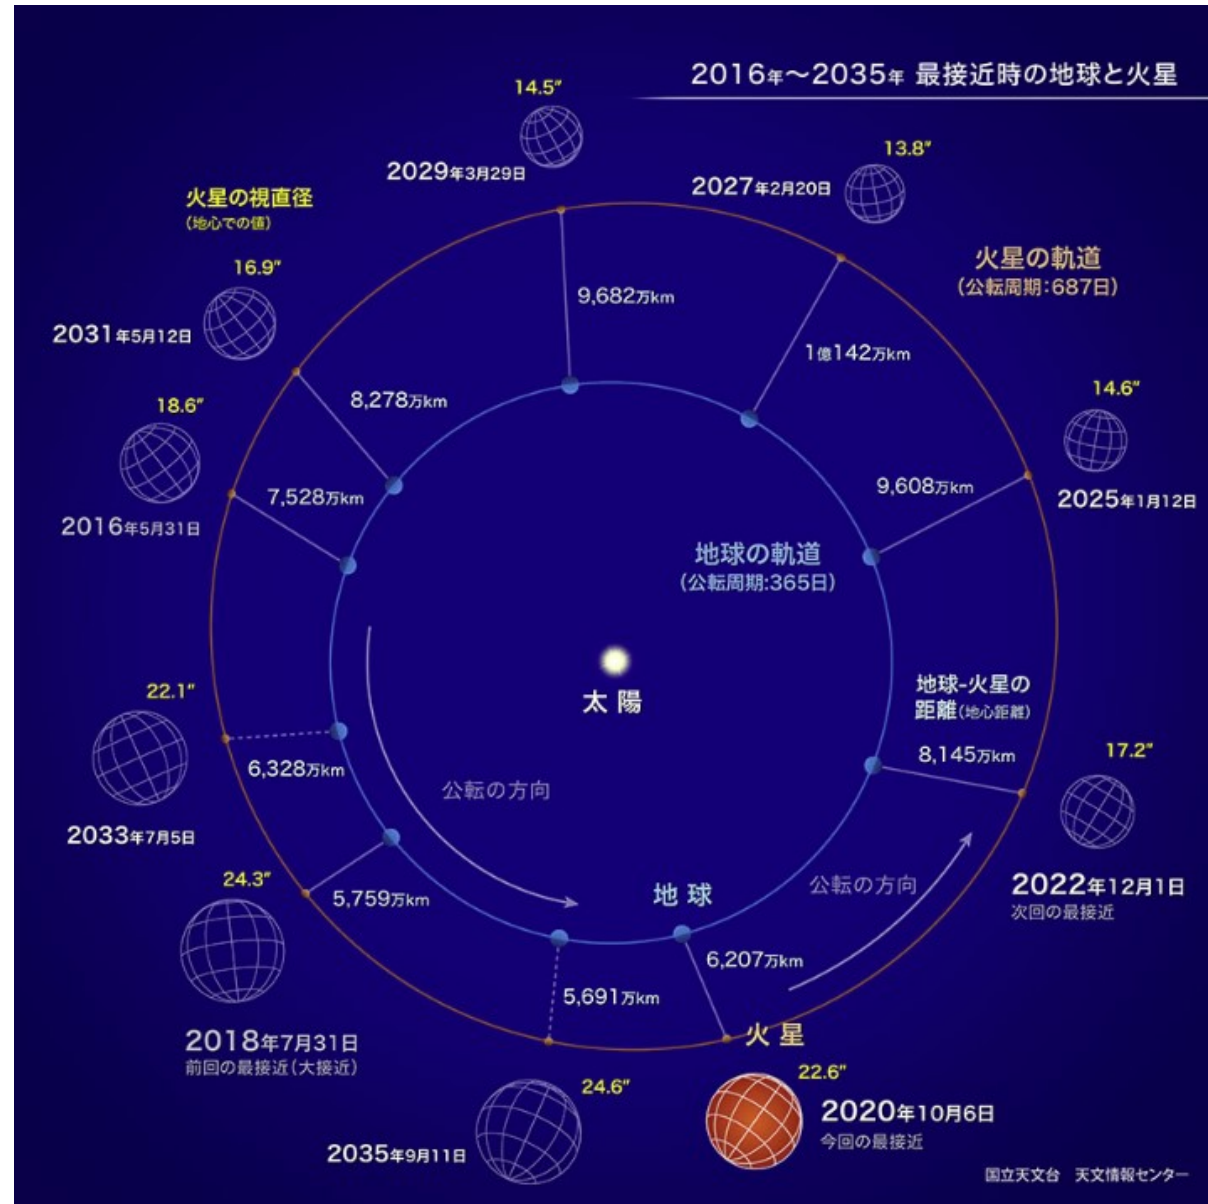 2016年～2035年 最接近時の地球と火星
14.5″
2029年3月29日
13.8″
2027年2月20日
火星の視直径
(地心での値)
火星の軌道
(公転周期：687日)
16.9″
2031年5月12日
9,682万km
1億142万km
8,278万km
14.6″
2025年1月12日
18.6″
2016年5月31日
7,528万km
9,608万km
地球の軌道
(公転周期:365日)
太陽
地球-火星の
距離(地心距離)
8,145万km
17.2″
2022年12月1日
次回の最接近
22.1″
6,328万km
2033年7月5日
公転の方向
公転の方向
24.3″
5,759万km
2018年7月31日
前回の最接近(大接近)
地球
6,207万km
5,691万km
火星
24.6″
2035年9月11日
22.6″
2020年10月6日
今回の最接近
国立天文台 天文情報センター